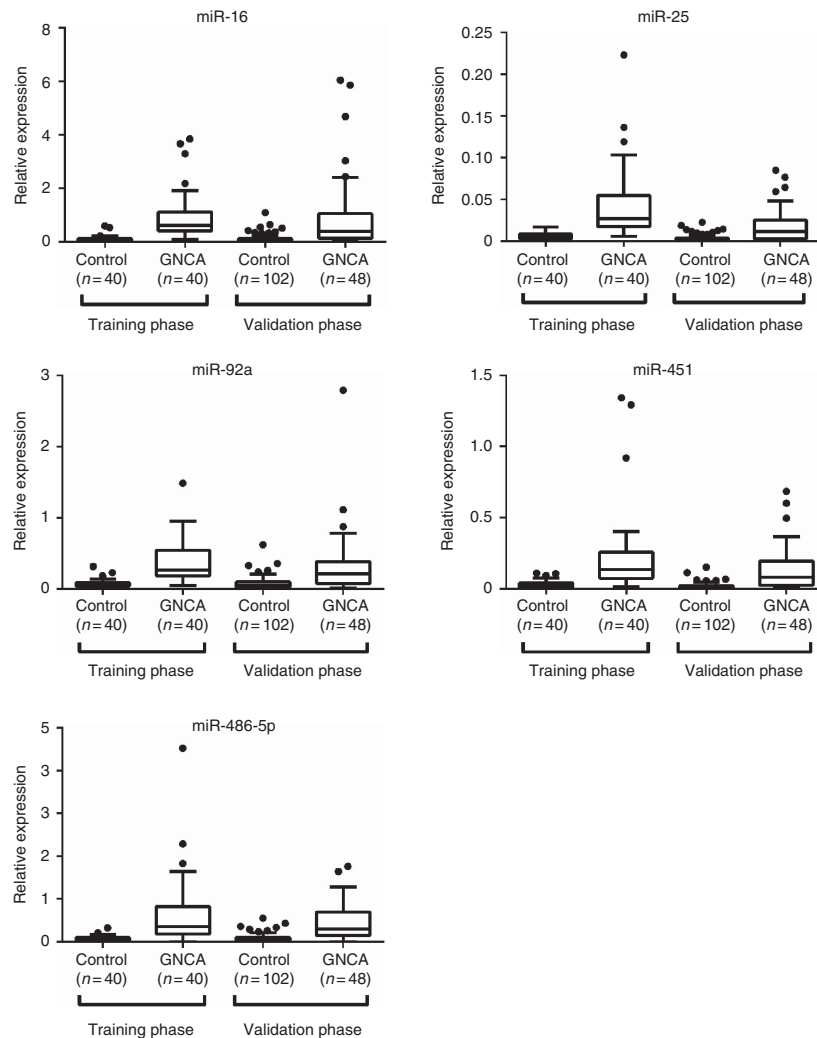 miR-16
Relative expression
8
6
4
2
0
Control
(n=40)
GNCA
(n=40)
Control
(n=102)
GNCA
(n=48)
Training phase
Validation phase
miR-25
Relative expression
0.25
0.20
0.15
0.10
0.05
0
Control
(n=40)
GNCA
(n=40)
Control
(n=102)
GNCA
(n=48)
Training phase
Validation phase
miR-92a
Relative expression
3
2
1
0
Control
(n=40)
GNCA
(n=40)
Control
(n=102)
GNCA
(n=48)
Training phase
Validation phase
miR-451
Relative expression
1.5
1.0
0.5
0
Control
(n=40)
GNCA
(n=40)
Control
(n=102)
GNCA
(n=48)
Training phase
Validation phase
miR-486-5p
Relative expression
5
3
3
2
1
0
Control
(n=40)
GNCA
(n=40)
Control
(n=102)
GNCA
(n=48)
Training phase
Validation phase